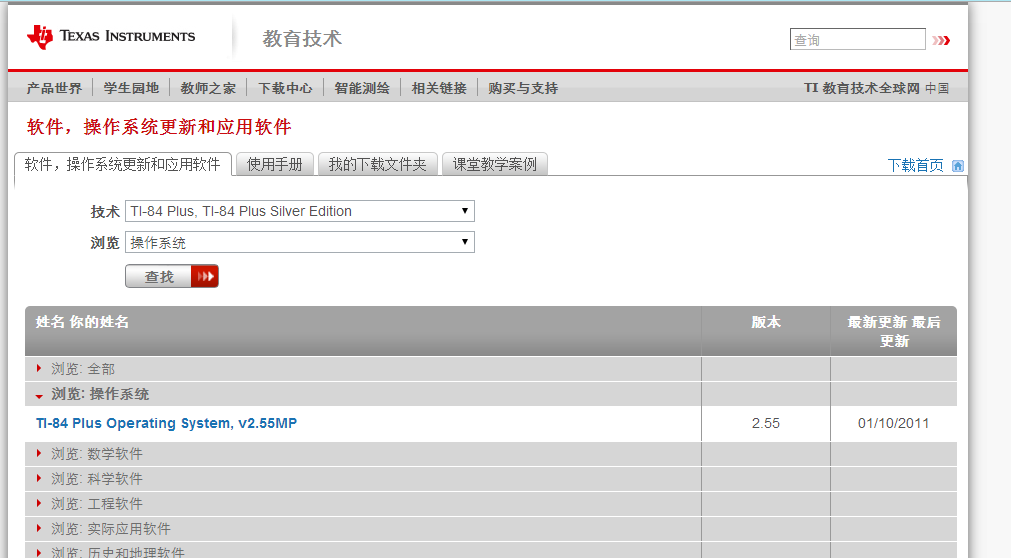 TEXAS INSTRUMENTS
教育技术
查询
产品世界 学生园地 教师之家 下载中心 智能测绘 相关链接 购买与支持 TI 教育技术全球网 中国
软件，操作系统更新和应用软件
软件，操作系统更新和应用软件 使用手册 我的下载文件夹 课堂教学案例 下载首页
技术 TI-84 Plus, TI-84 Plus Silver Edition
浏览 操作系统
查找
姓名 你的姓名 版本 最新更新 最后
更新
浏览: 全部
浏览: 操作系统
TI-84 Plus Operating System, v2.55MP 2.55 01/10/2011
浏览: 数学软件
浏览: 科学软件
浏览: 工程软件
浏览: 实际应用软件
浏览: 历史和地理软件